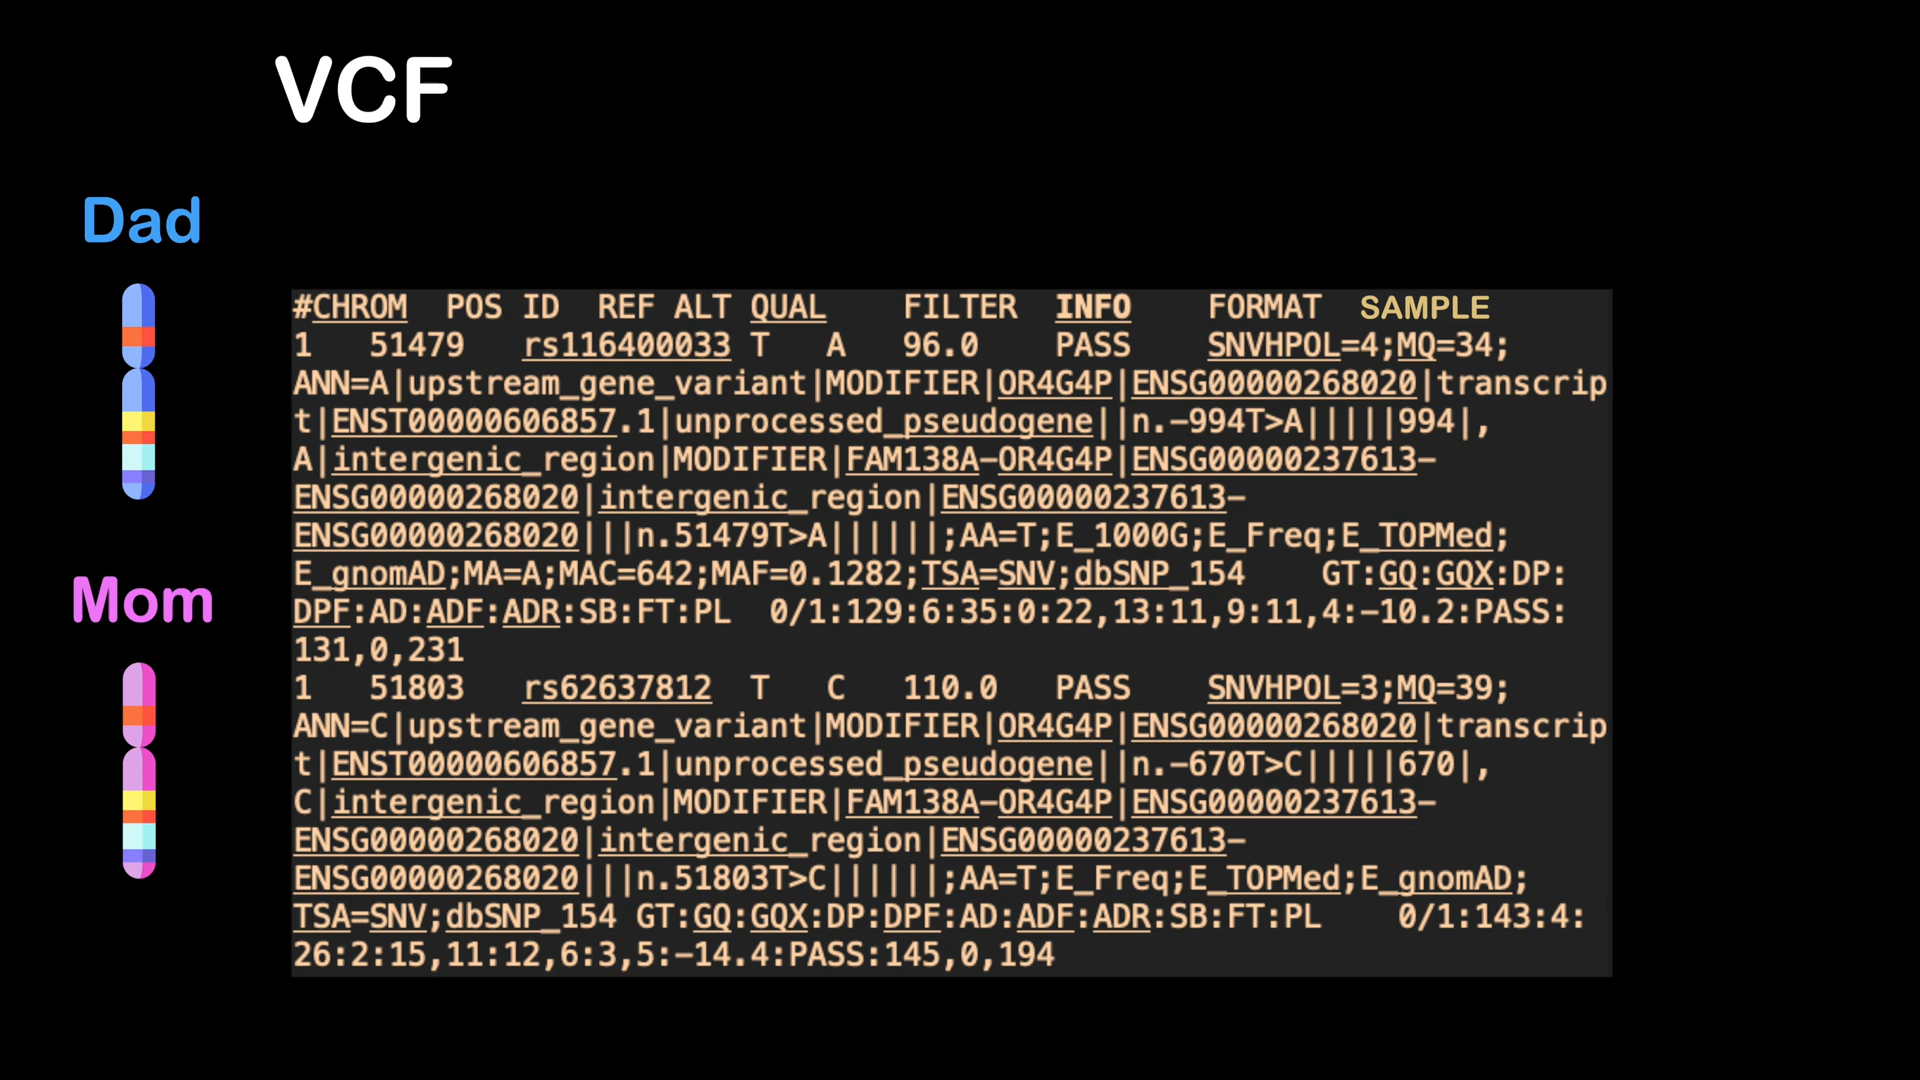 VCF
Dad
Mom
#CHROM POS ID REF ALT QUAL FILTER INFO FORMAT SAMPLE
1 51479 rs116400033 T A 96.0 PASS SNVHPOL=4;MQ=34;
ANN=A|upstream_gene_variant|MODIFIER|OR4G4P|ENSG00000268020|transcrip
t|ENST00000606857.1|unprocessed_pseudogene||n.-994T>A|||||994|,
A|intergenic_region|MODIFIER|FAM138A-OR4G4P|ENSG00000237613-
ENSG00000268020|intergenic_region|ENSG00000237613-
ENSG00000268020|||n.51479T>A||||||;AA=T;E_1000G;E_Freq;E_TOPMed;
E_gnomAD;MA=A;MAC=642;MAF=0.1282;TSA=SNV;dbSNP_154 GT:GQ:GQX:DP:
DPF:AD:ADF:ADR:SB:FT:PL 0/1:129:6:35:0:22,13:11,9:11,4:-10.2:PASS:
131,0,231
1 51803 rs62637812 T C 110.0 PASS SNVHPOL=3;MQ=39;
ANN=C|upstream_gene_variant|MODIFIER|OR4G4P|ENSG00000268020|transcrip
t|ENST00000606857.1|unprocessed_pseudogene||n.-670T>C|||||670|,
C|intergenic_region|MODIFIER|FAM138A-OR4G4P|ENSG00000237613-
ENSG00000268020|intergenic_region|ENSG00000237613-
ENSG00000268020|||n.51803T>C||||||;AA=T;E_Freq;E_TOPMed;E_gnomAD;
TSA=SNV;dbSNP_154 GT:GQ:GQX:DP:DPF:AD:ADF:ADR:SB:FT:PL 0/1:143:4:
26:2:15,11:12,6:3,5:-14.4:PASS:145,0,194